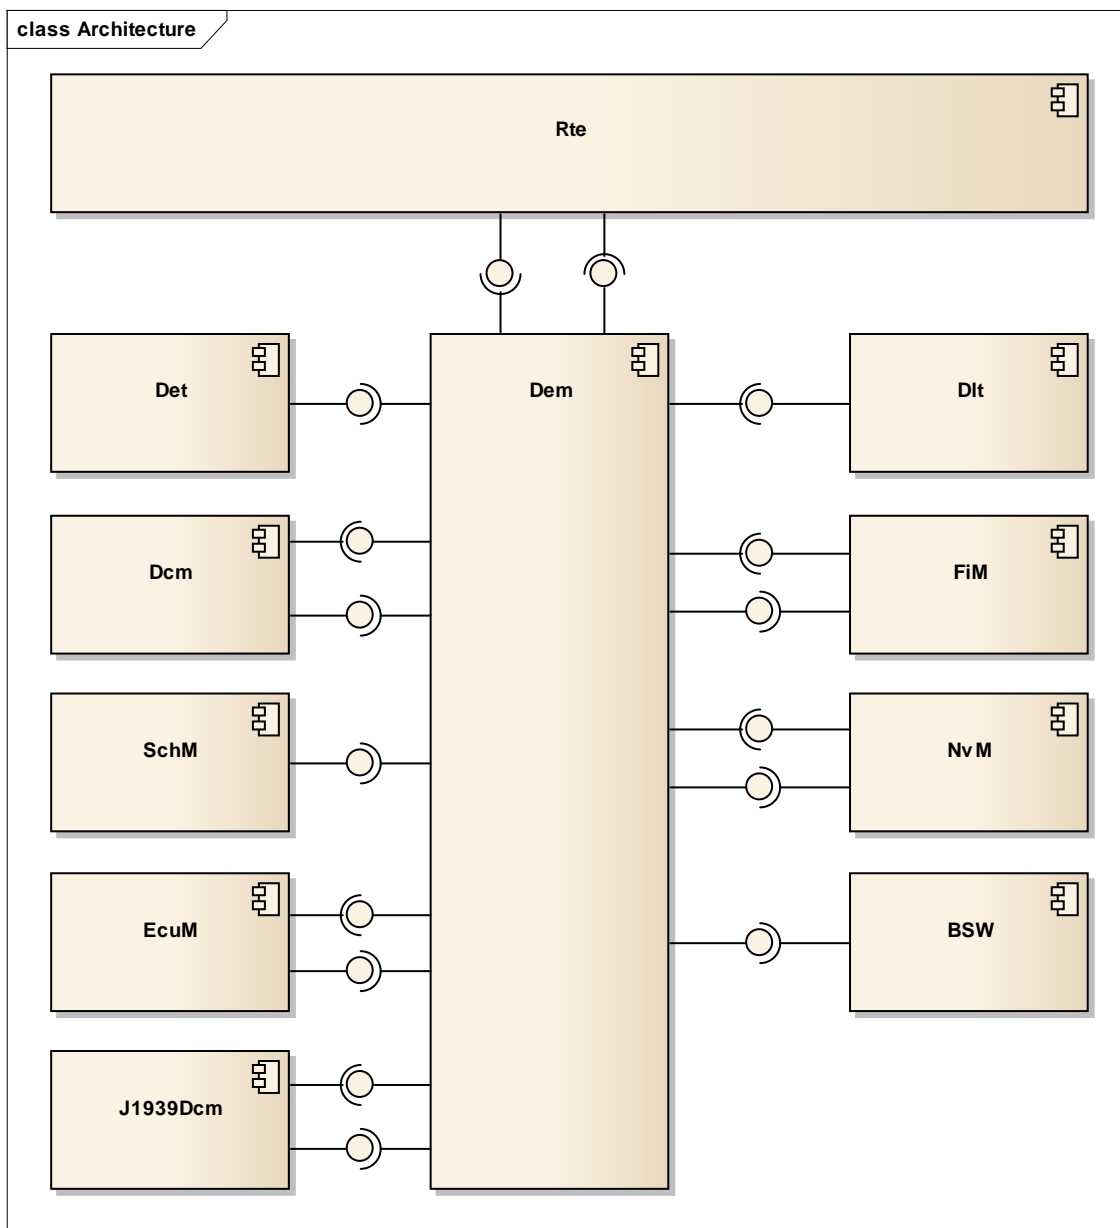 class Architecture
Rte
Det
Dem
Dlt
Dcm
FiM
SchM
NvM
EcuM
BSW
J1939Dcm